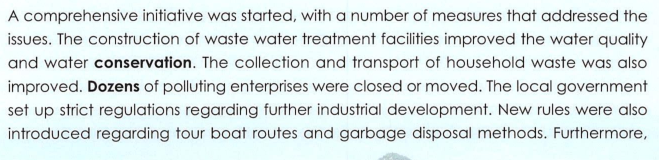 A comprehensive initiative was started, with a number of measures that addressed the
issues. The construction of waste water treatment facilities improved the water quality
and water conservation. The collection and transport of household waste was also
improved. Dozens of polluting enterprises were closed or moved. The local government
set up strict regulations regarding further industrial development. New rules were also
introduced regarding tour boat routes and garbage disposal methods. Furthermore,